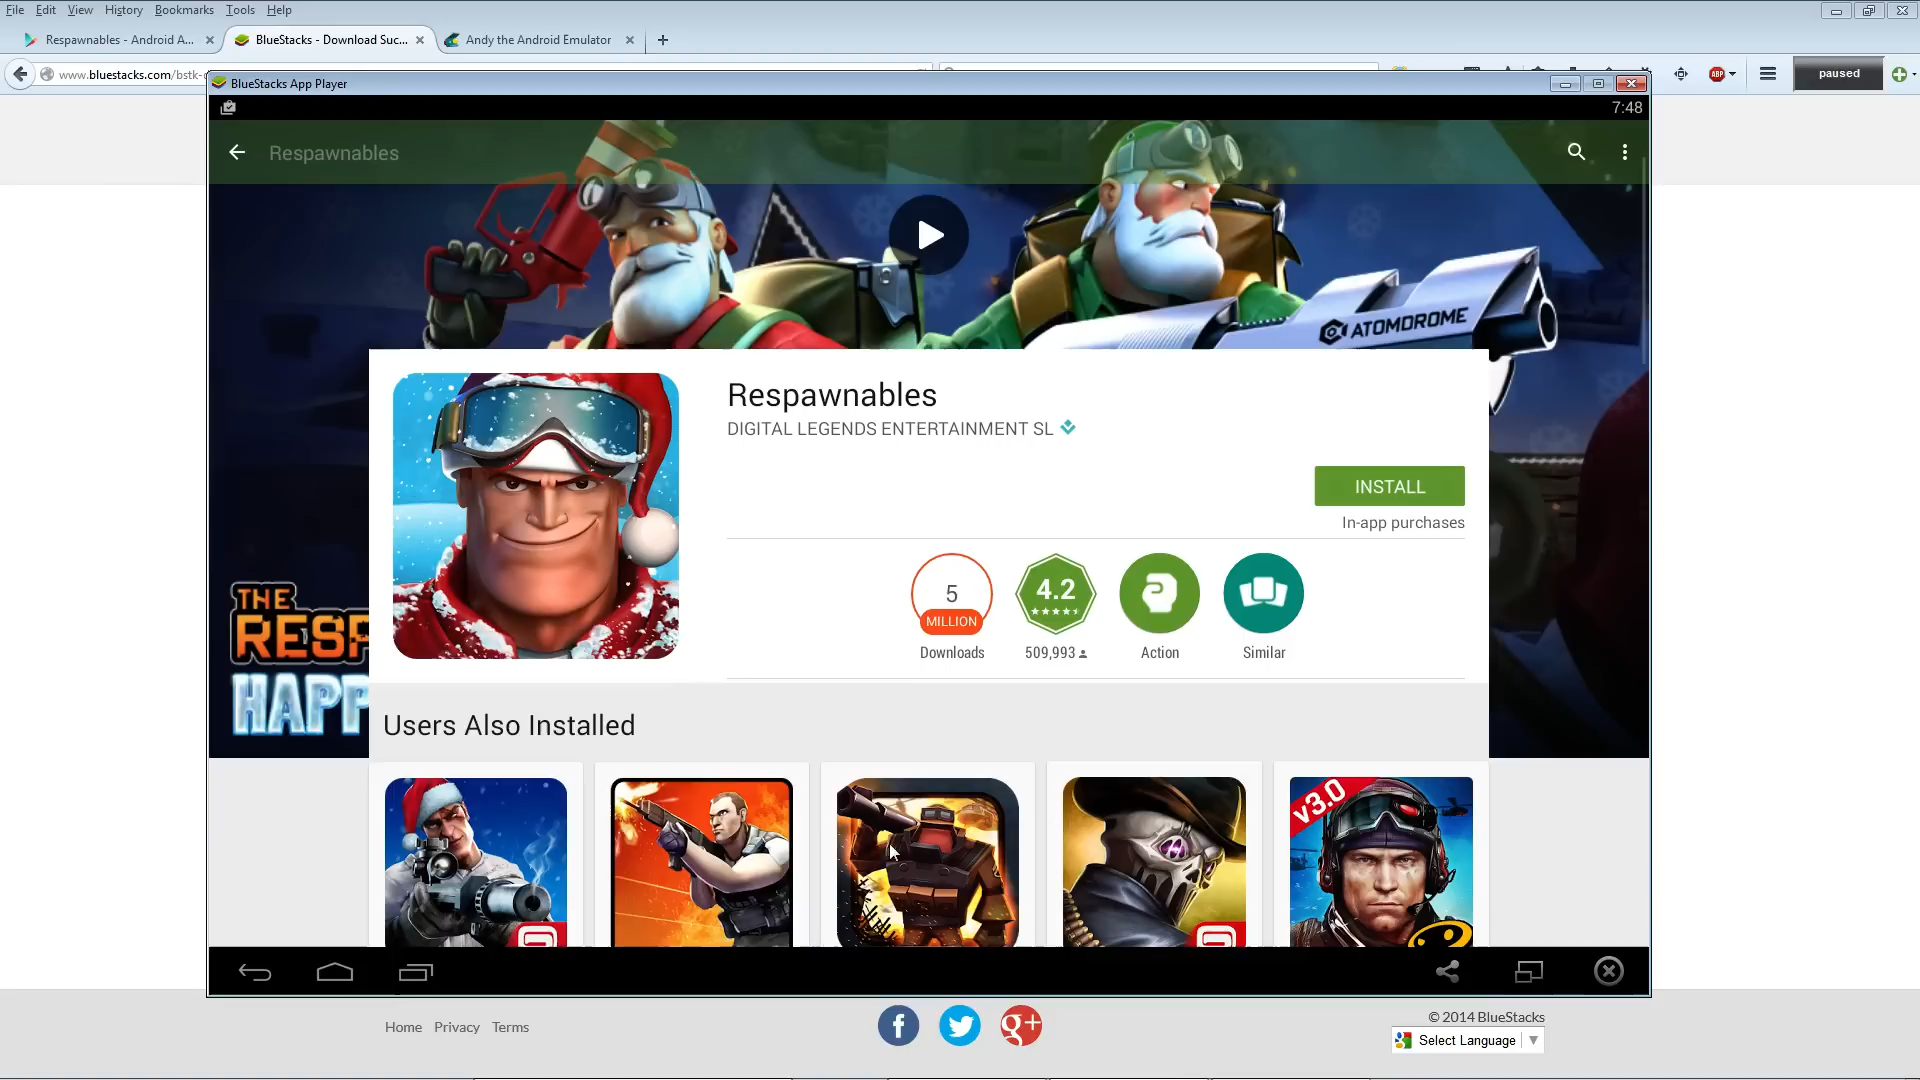 File Edit View History Bookmarks Tools Help
Respawnables - Android A...
BlueStacks - Download Suc...
Andy the Android Emulator
www.bluestacks.com/bstk-
ABP
paused
BlueStacks App Player
7:48
Respawnables
ATOMDROME
Respawnables
DIGITAL LEGENDS ENTERTAINMENT SL
INSTALL
In-app purchases
5
MILLION
Downloads
4.2
509,993
Action
Similar
THE
RESP
HAPP
Users Also Installed
v3.0
Home Privacy Terms
g+
© 2014 BlueStacks
Select Language